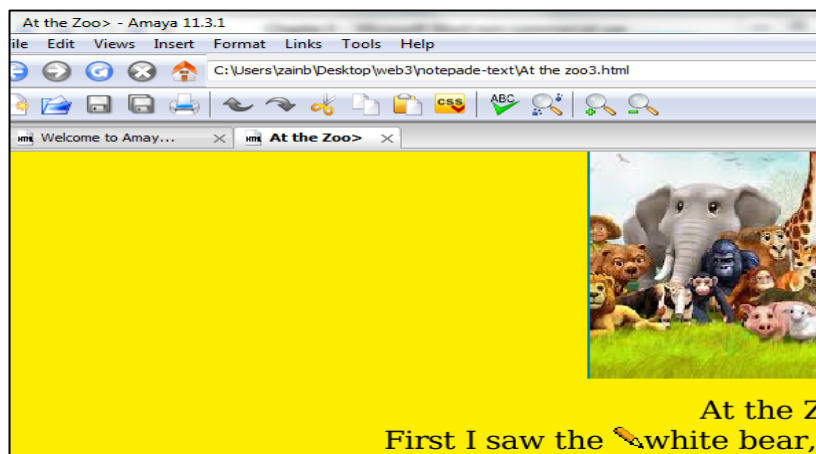 At the Zoo> - Amaya 11.3.1
ile Edit Views Insert Format Links Tools Help
C:\Users\zainb\Desktop\web3\notepade-text\At the zoo3.html
CSS ABC
HTML Welcome to Amay... HTML At the Zoo>
At the Z
First I saw the white bear,